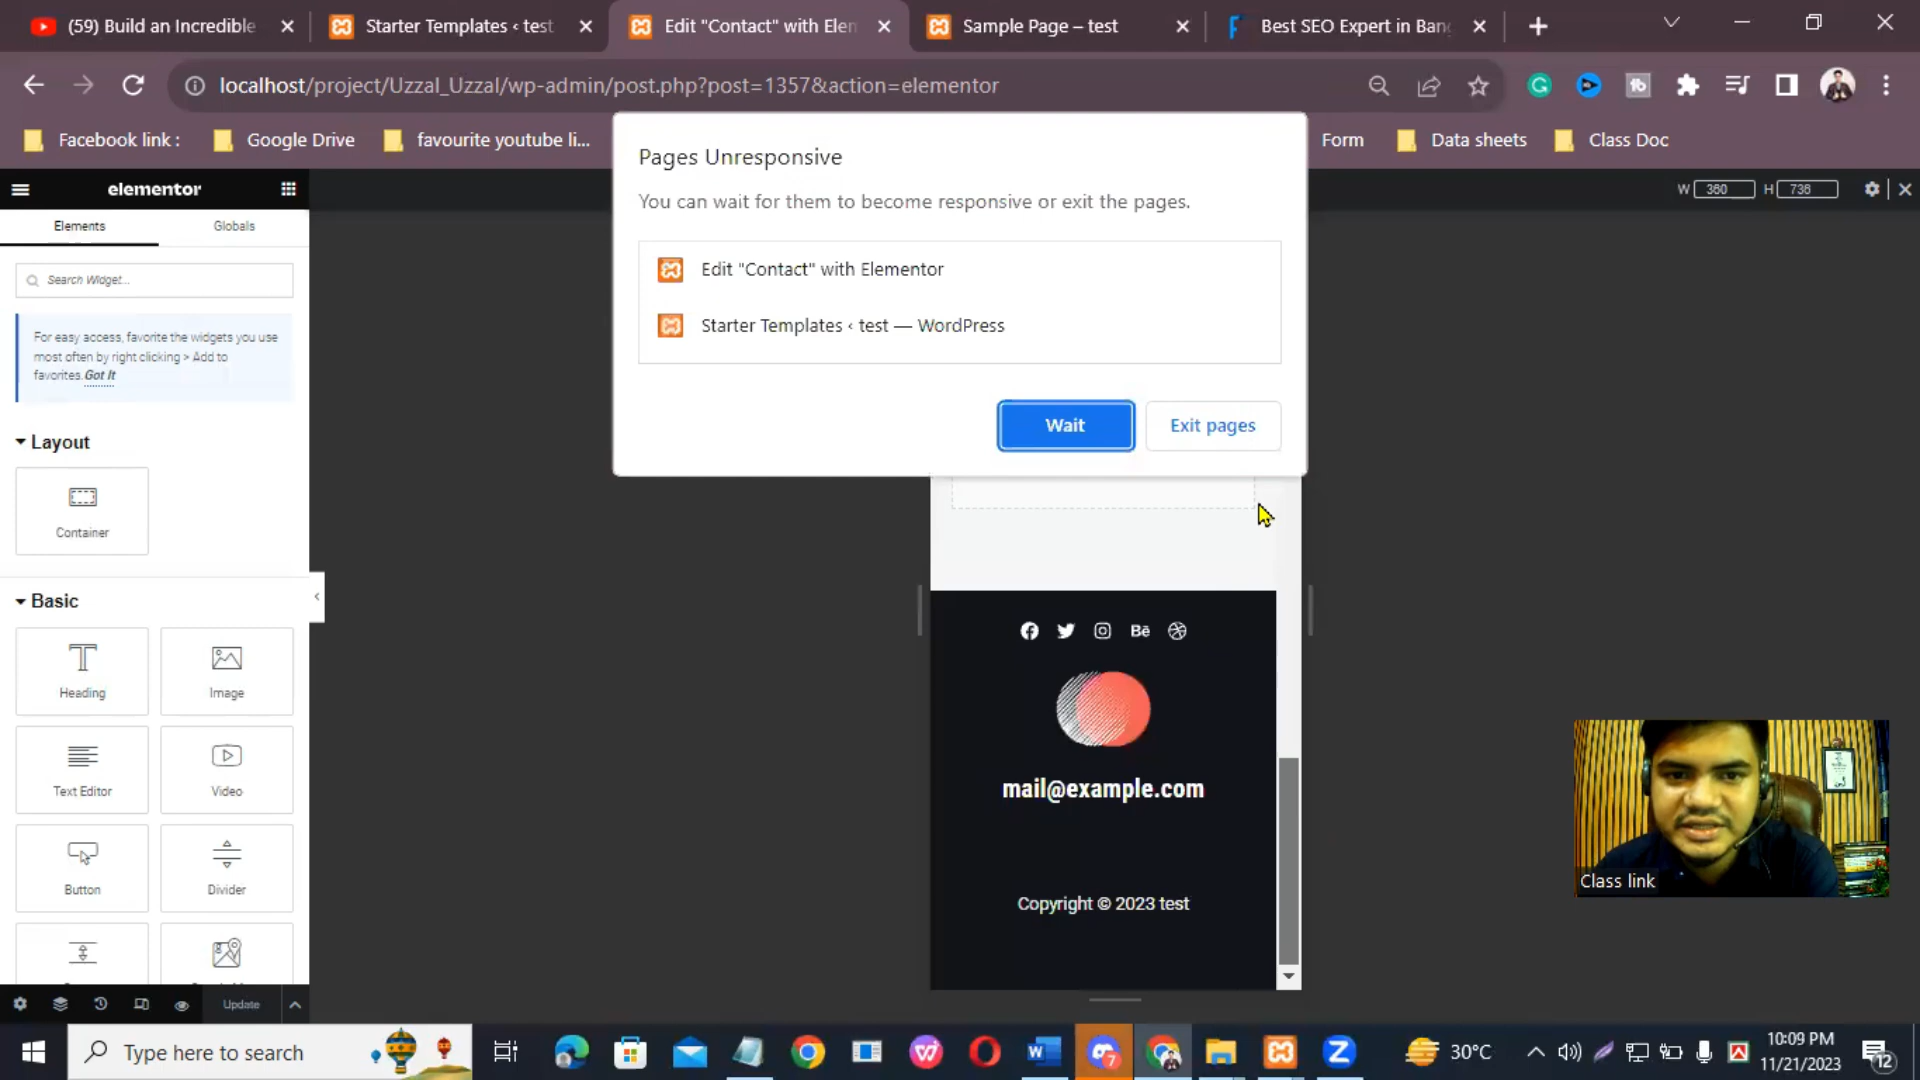 (59) Build an Incredible
Starter Templates ‹ test
Edit "Contact" with Elem
Sample Page – test
Best SEO Expert in Bang
localhost/project/Uzzal_Uzzal/wp-admin/post.php?post=1357&action=elementor
Facebook link :
Google Drive
favourite youtube li...
Form
Data sheets
Class Doc
elementor
W 360 H 736
Elements
Globals
Search Widget...
For easy access, favorite the widgets you use
most often by right clicking > Add to
favorites. Got It
Layout
Container
Basic
Heading
Image
Text Editor
Video
Button
Divider
Update
Pages Unresponsive
You can wait for them to become responsive or exit the pages.
Edit "Contact" with Elementor
Starter Templates ‹ test — WordPress
Wait
Exit pages
Bē
mail@example.com
Copyright © 2023 test
Class link
Type here to search
7
30°C
10:09 PM
11/21/2023
12